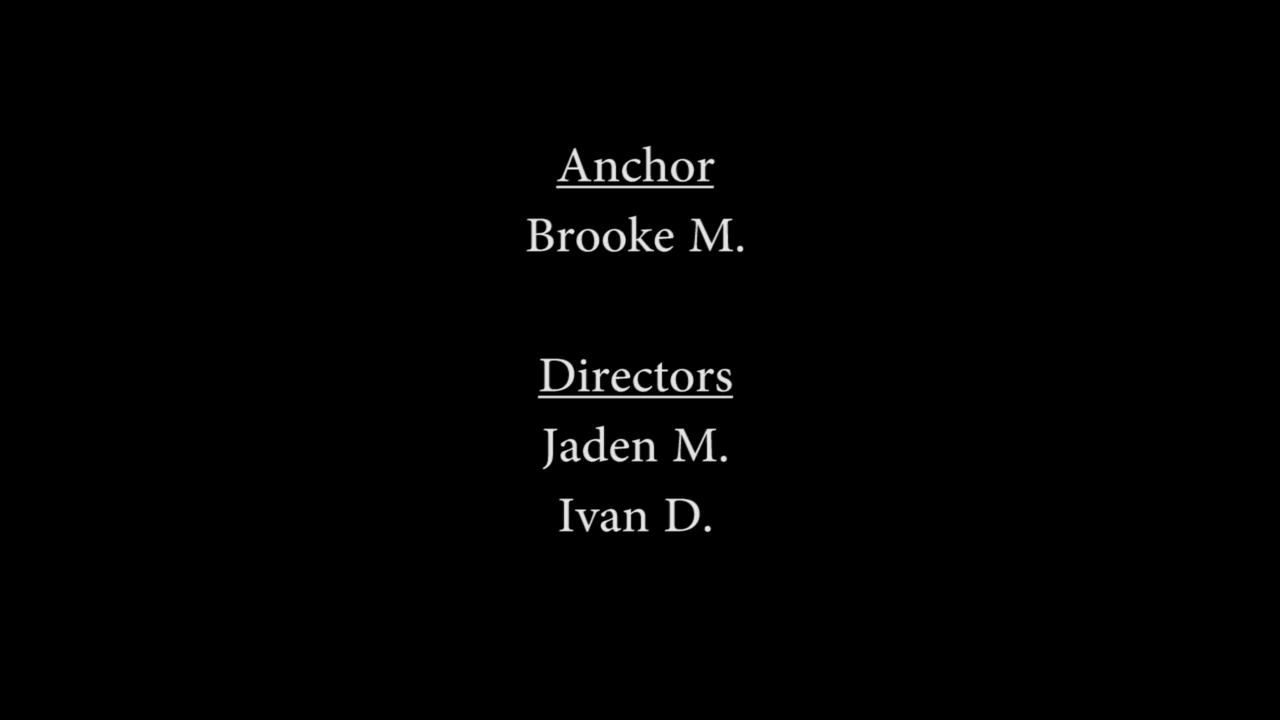 Anchor
Brooke M.
Directors
Jaden M.
Ivan D.